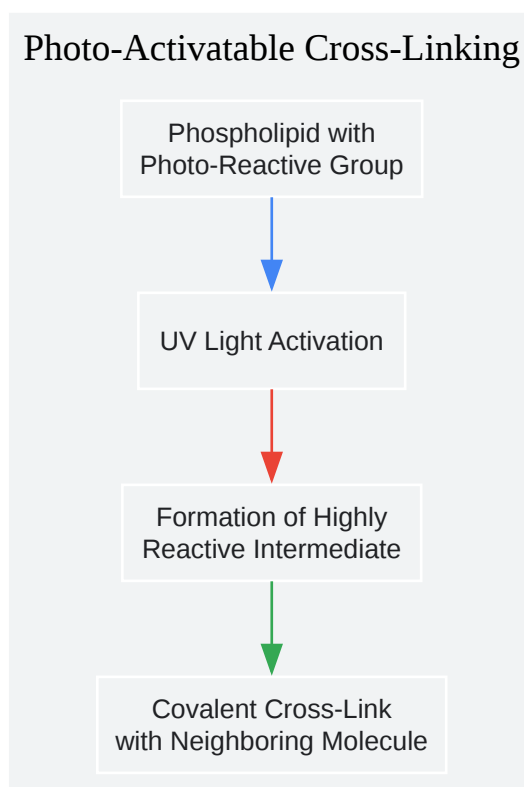 Photo-Activatable Cross-Linking
Phospholipid with
Photo-Reactive Group
UV Light Activation
Formation of Highly
Reactive Intermediate
Covalent Cross-Link
with Neighboring Molecule